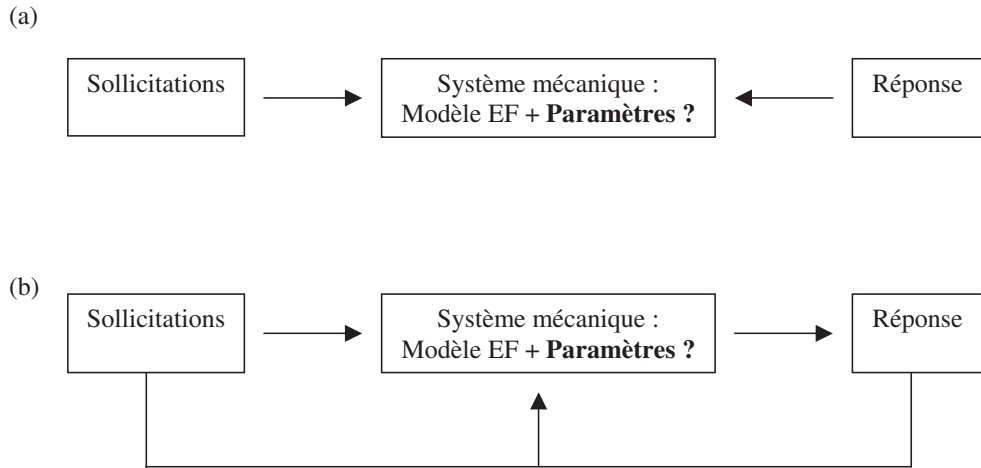 (a)
Sollicitations
Système mécanique :
Modèle EF + Paramètres ?
Réponse
(b)
Sollicitations
Système mécanique :
Modèle EF + Paramètres ?
Réponse